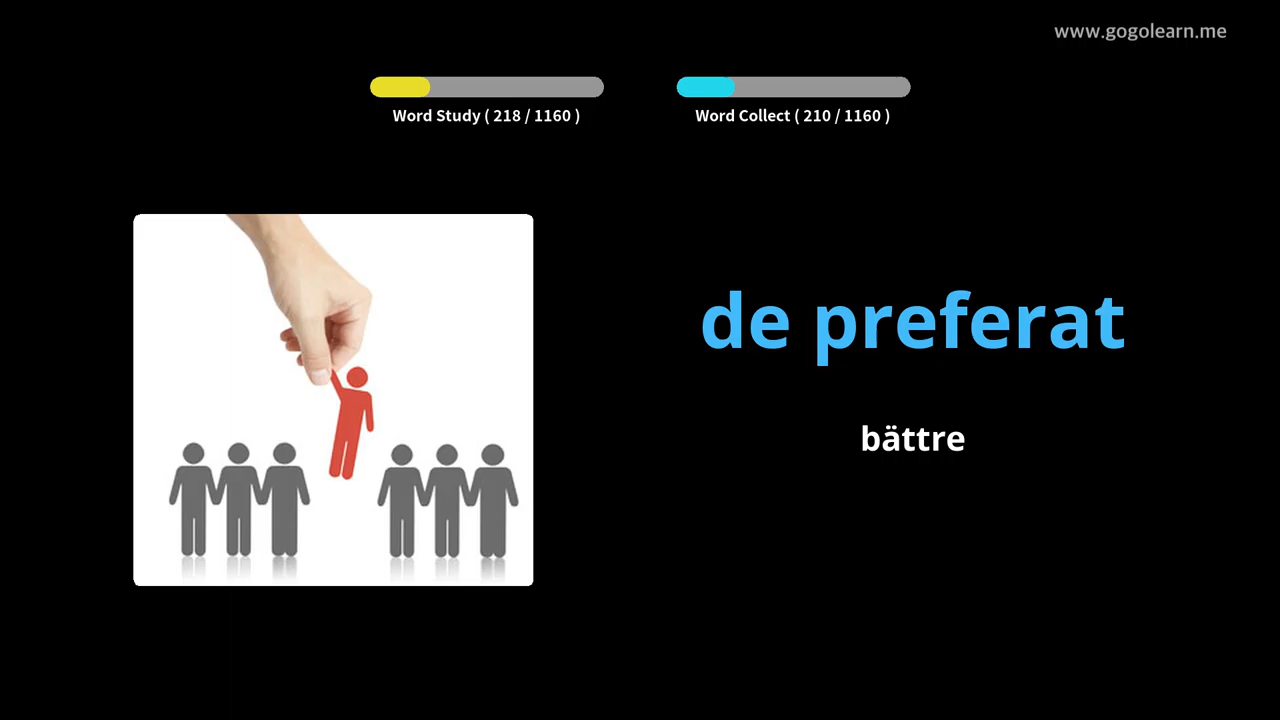 www.gogolearn.me
Word Study ( 218 / 1160 )
Word Collect ( 210 / 1160 )
de preferat
bättre